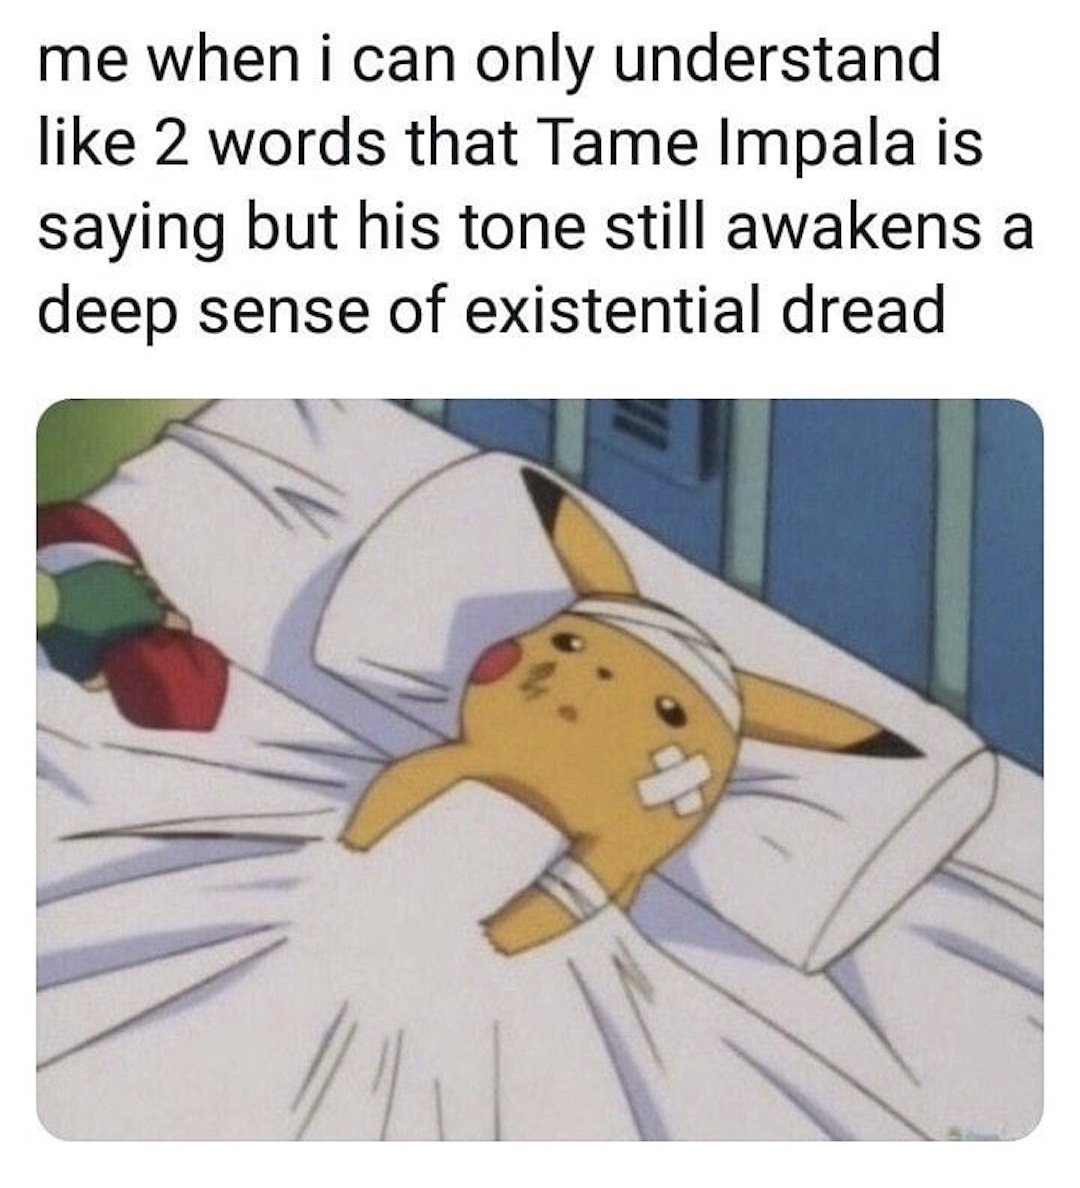 me when i can only understand
like 2 words that Tame Impala is
saying but his tone still awakens a
deep sense of existential dread